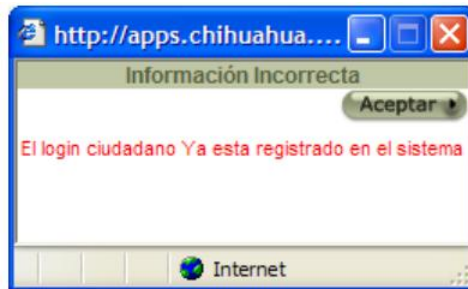 http://apps.chihuahua....
Información Incorrecta
Aceptar
El login ciudadano Ya esta registrado en el sistema
Internet